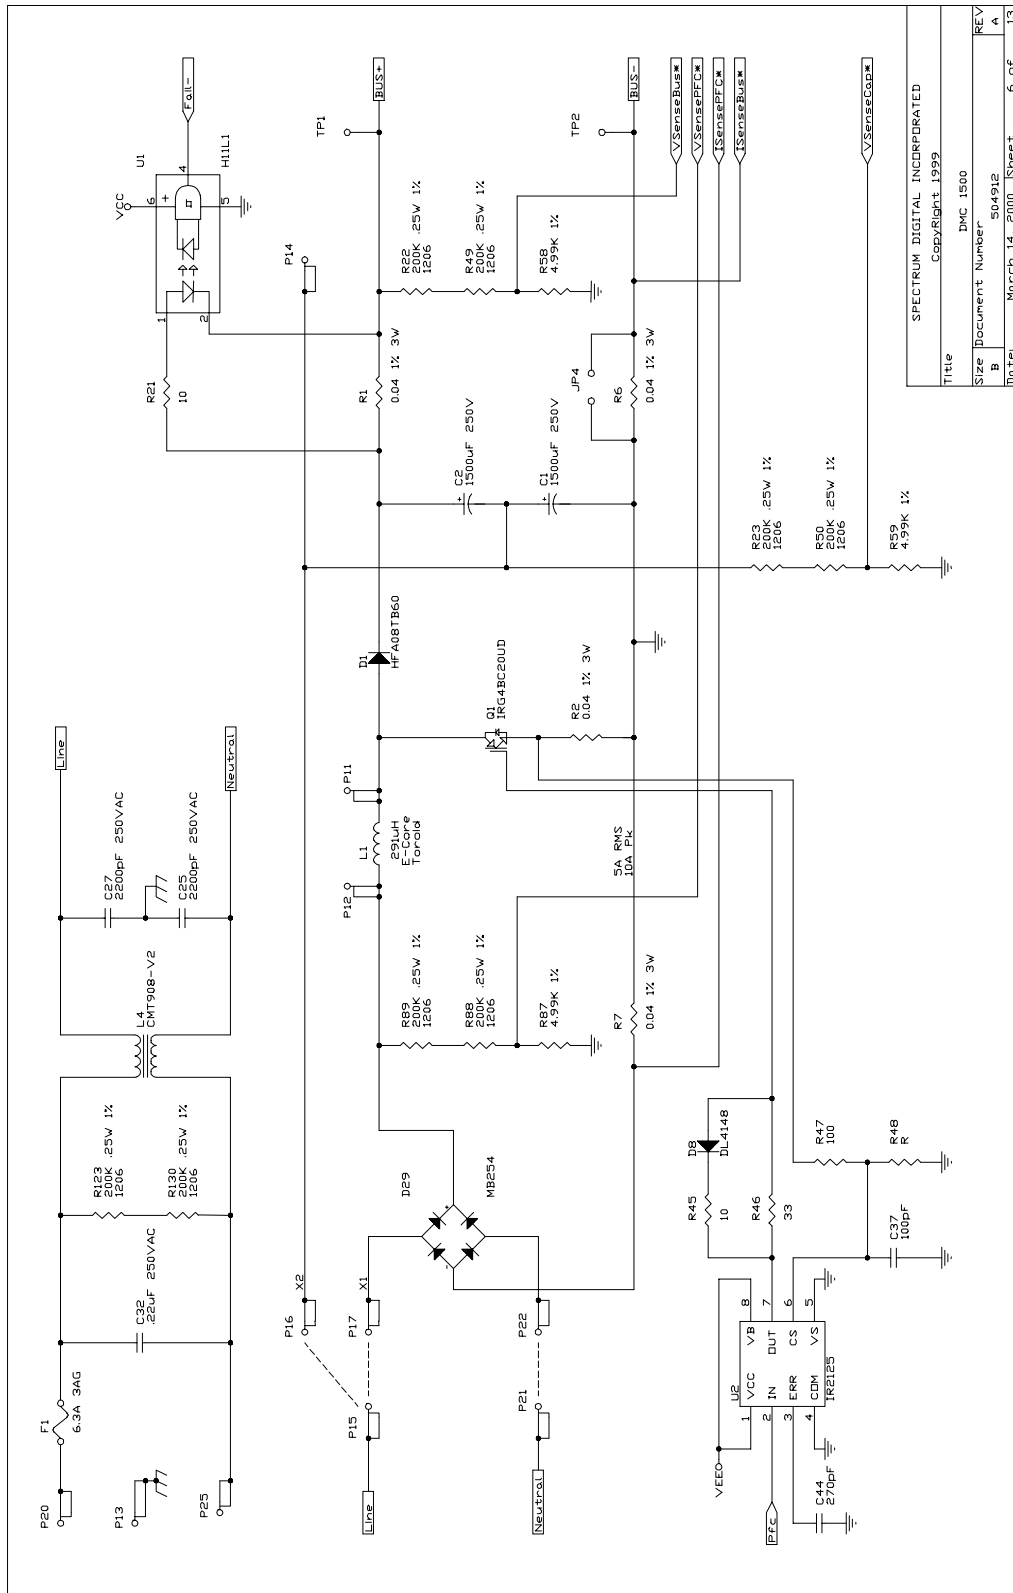 P20
F1
6.3A 3AG
P13
P25
C32
.22uF 250VAC
R123
200K .25W 1%
1206
R130
200K .25W 1%
1206
L4
CMT908-V2
C27
2200pF 250VAC
C25
2200pF 250VAC
Line
Neutral
Line
P15
P16
X2
P17
X1
Neutral
P21
P22
D29
MB254
R89
200K .25W 1%
1206
R88
200K .25W 1%
1206
R87
4.99K 1%
R7
0.04 1% 3W
P12
L1
291uH
E-Core
Toroid
P11
5A RMS
10A Pk
Q1
IRG4BC20UD
R2
0.04 1% 3W
D1
HFA08TB60
C2
1500uF 250V
C1
1500uF 250V
R23
200K .25W 1%
1206
R50
200K .25W 1%
1206
R59
4.99K 1%
R21
10
R1
0.04 1% 3W
JP4
R6
0.04 1% 3W
VCC
U1
H11L1
1
2
6
+
4
5
Fail-
P14
R22
200K .25W 1%
1206
R49
200K .25W 1%
1206
R58
4.99K 1%
TP1
TP2
BUS+
BUS-
VSenseBus*
VSensePFC*
ISensePFC*
ISenseBus*
VSenseCap*
VEE
Pfc
C44
270pF
U2
1 VCC VB 8
2 IN OUT 7
3 ERR CS 6
4 COM VS 5
IR2125
R45
10
D8
DL4148
R46
33
C37
100pF
R47
100
R48
R
SPECTRUM DIGITAL INCORPORATED
CopyRight 1999
Title
DMC 1500
Size Document Number REV
B 504912 A
Date: March 14, 2000 Sheet 6 of 13